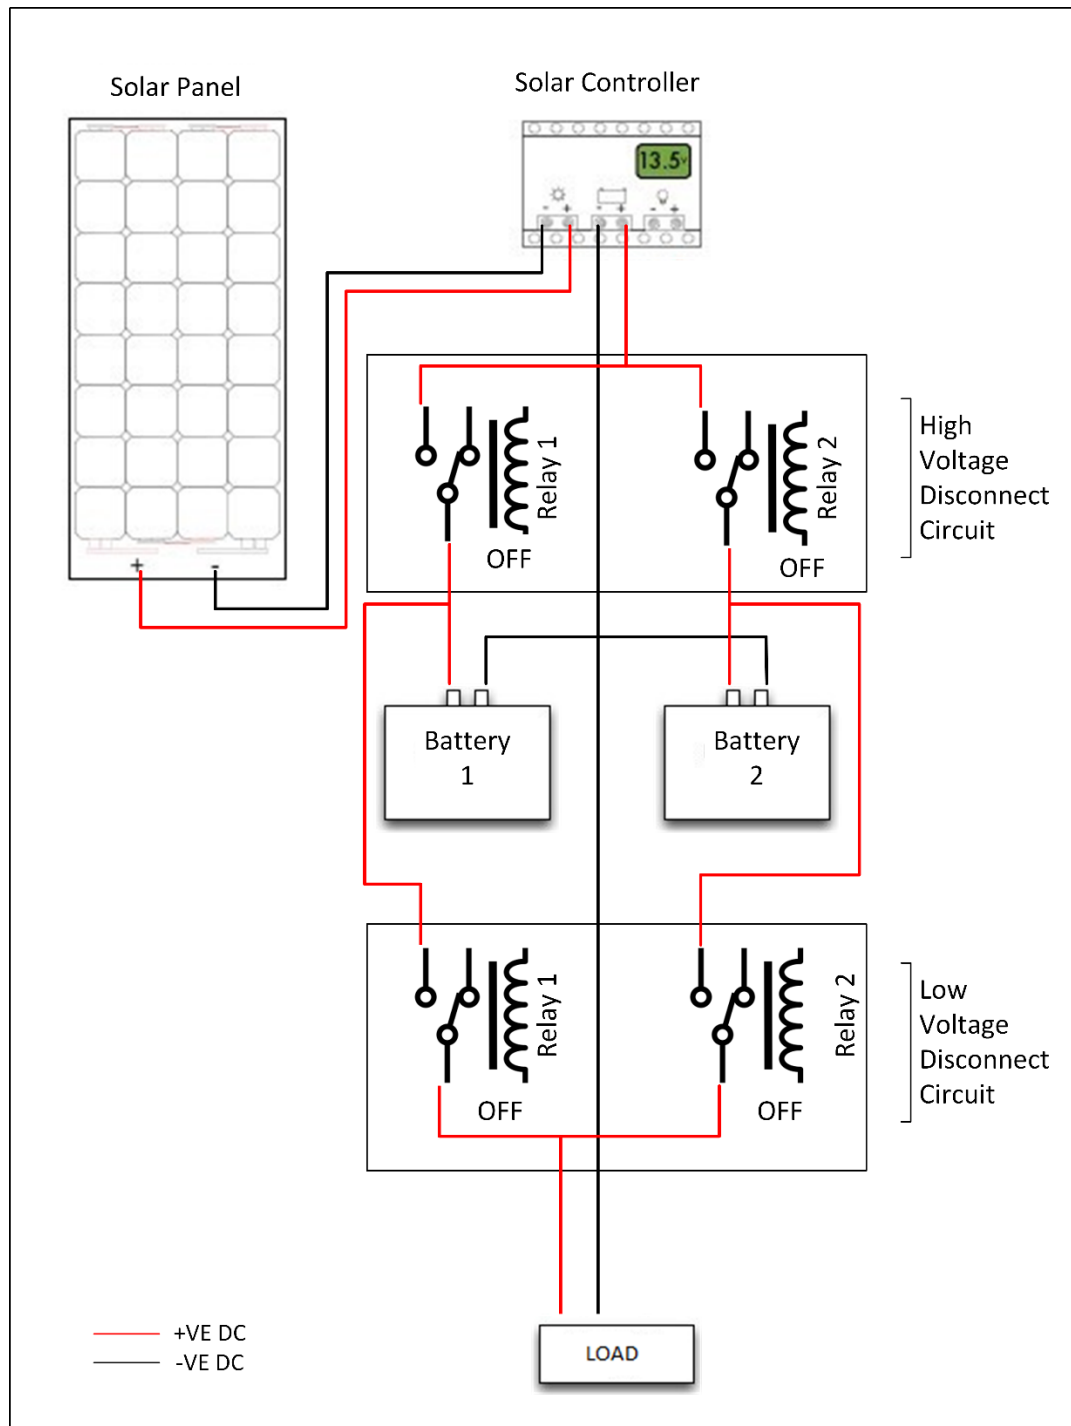 Solar Panel
Solar Controller
13.5v
- + - + - +
+ -
Relay 1
OFF
Relay 2
OFF
High
Voltage
Disconnect
Circuit
Battery
1
Battery
2
Relay 1
OFF
Relay 2
OFF
Low
Voltage
Disconnect
Circuit
+VE DC
-VE DC
LOAD